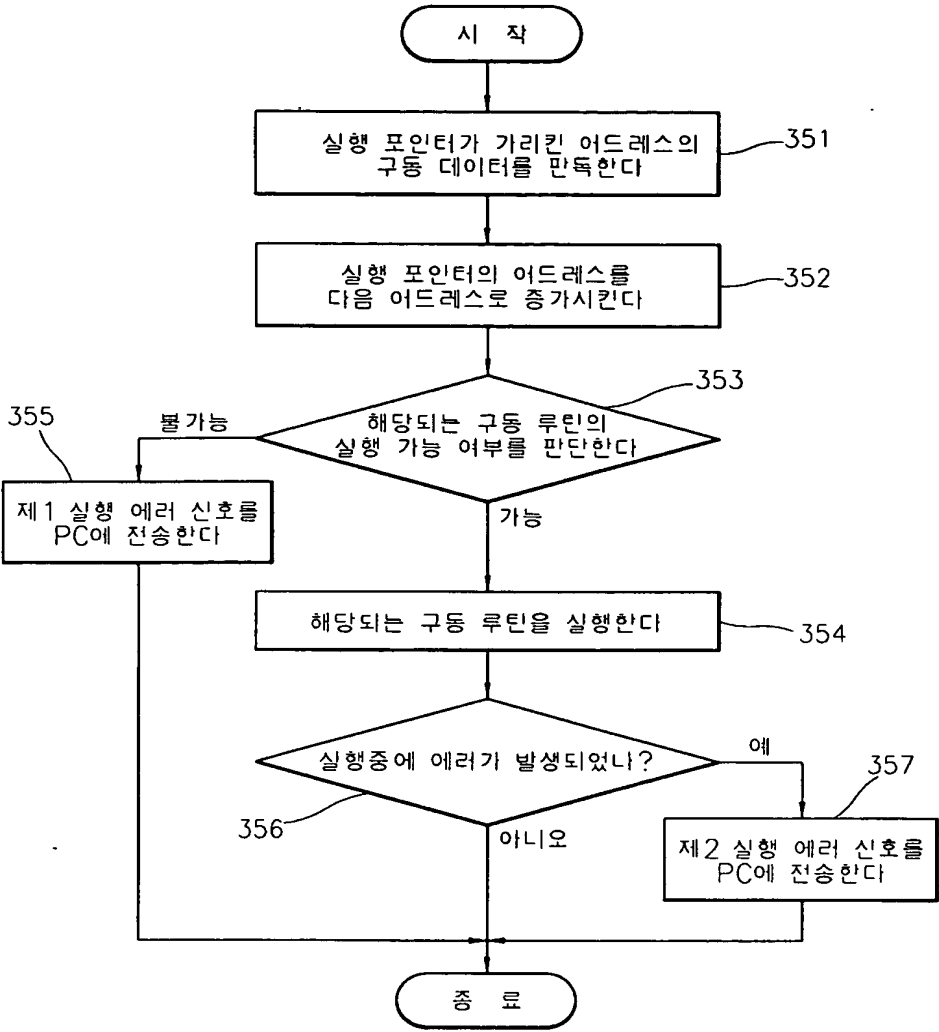 시 작
실행 포인터가 가리킨 어드레스의
구동 데이터를 판독한다
351
실행 포인터의 어드레스를
다음 어드레스로 증가시킨다
352
353
해당되는 구동 루틴의
실행 가능 여부를 판단한다
불가능
355
제1 실행 에러 신호를
PC에 전송한다
가능
해당되는 구동 루틴을 실행한다
354
실행중에 에러가 발생되었나?
356
예
357
제2 실행 에러 신호를
PC에 전송한다
아니오
종 료